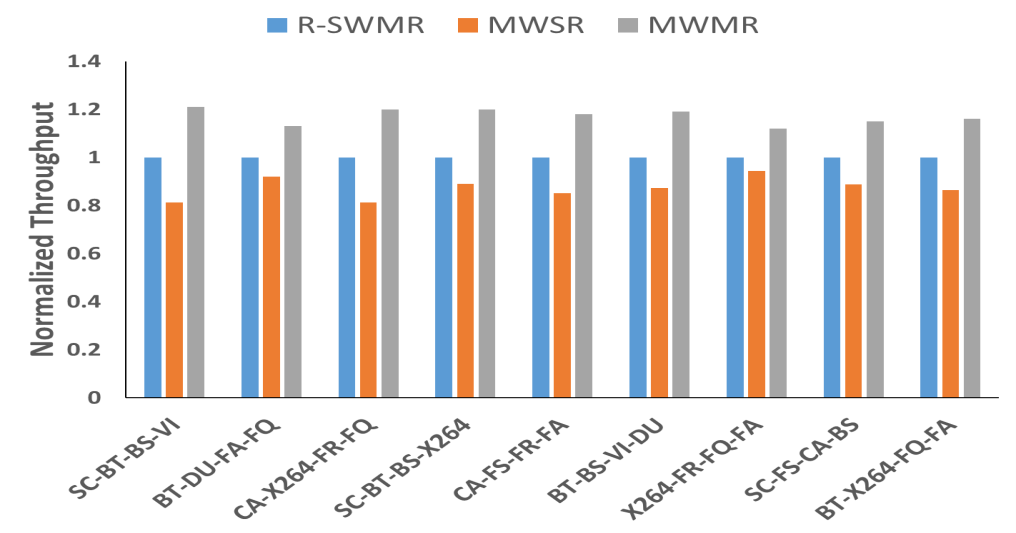 R-SWMR MWSR MWMR
Normalized Throughput
1.4
1.2
1
0.8
0.6
0.4
0.2
0
SC-BT-BS-VI
BT-DU-FA-FQ
CA-X264-FR-FQ
SC-BT-BS-X264
CA-FS-FR-FA
BT-BS-VI-DU
X264-FR-FQ-FA
SC-FS-CA-BS
BT-X264-FQ-FA